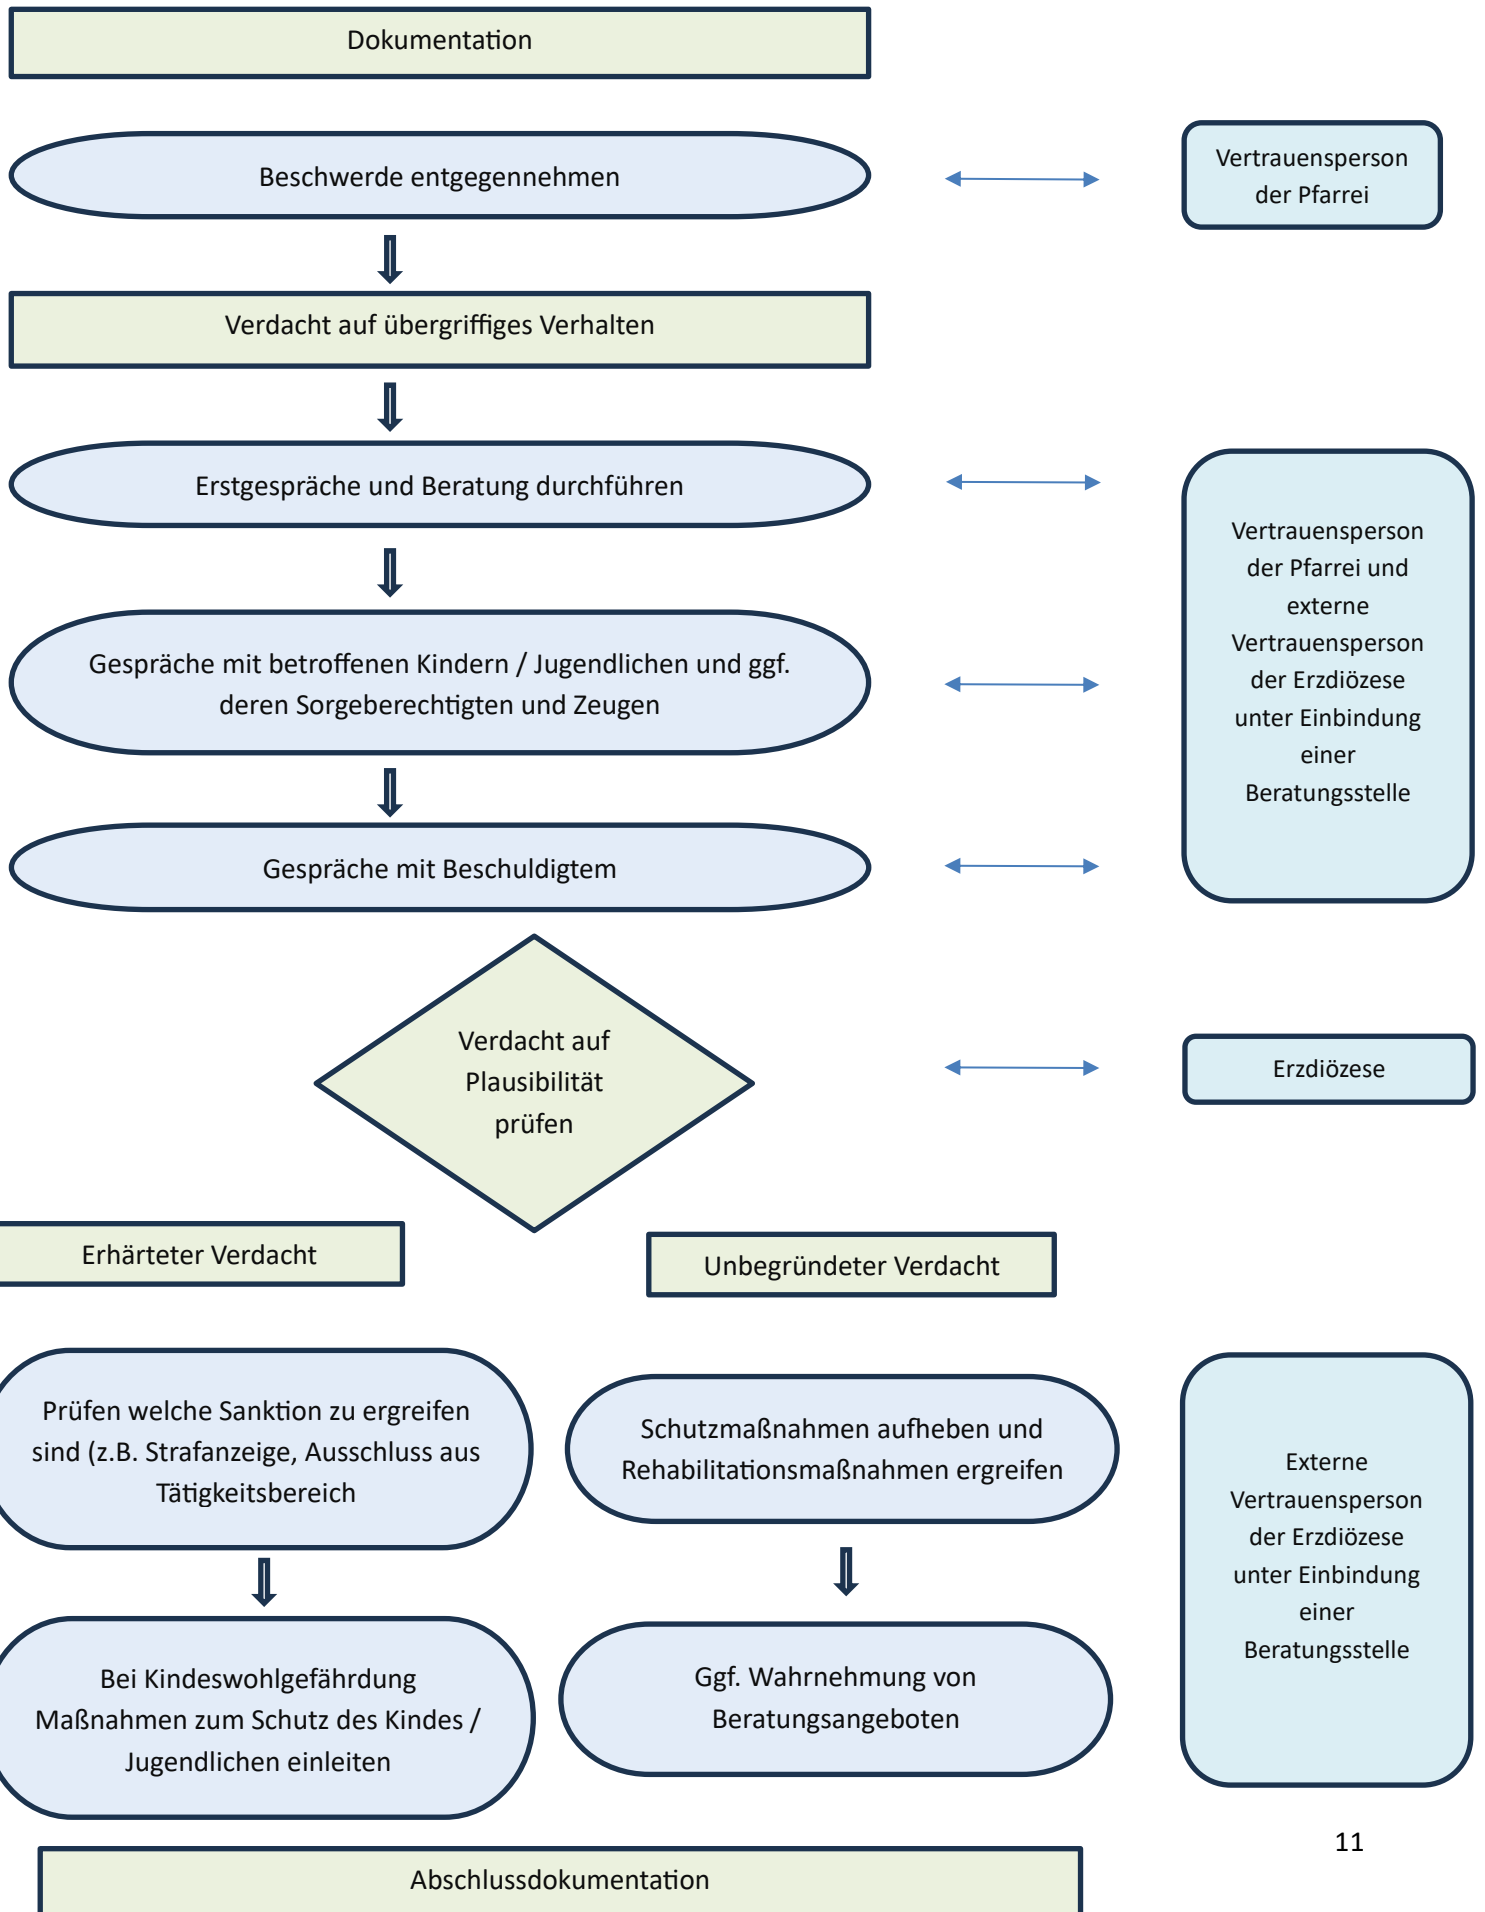 Dokumentation
Beschwerde entgegennehmen
Vertrauensperson
der Pfarrei
Verdacht auf übergriffiges Verhalten
Erstgespräche und Beratung durchführen
Gespräche mit betroffenen Kindern / Jugendlichen und ggf.
deren Sorgeberechtigten und Zeugen
Gespräche mit Beschuldigtem
Vertrauensperson
der Pfarrei und
externe
Vertrauensperson
der Erzdiözese
unter Einbindung
einer
Beratungsstelle
Verdacht auf
Plausibilität
prüfen
Erzdiözese
Erhärteter Verdacht
Unbegründeter Verdacht
Prüfen welche Sanktion zu ergreifen
sind (z.B. Strafanzeige, Ausschluss aus
Tätigkeitsbereich
Schutzmaßnahmen aufheben und
Rehabilitationsmaßnahmen ergreifen
Bei Kindeswohlgefährdung
Maßnahmen zum Schutz des Kindes /
Jugendlichen einleiten
Ggf. Wahrnehmung von
Beratungsangeboten
Externe
Vertrauensperson
der Erzdiözese
unter Einbindung
einer
Beratungsstelle
11
Abschlussdokumentation